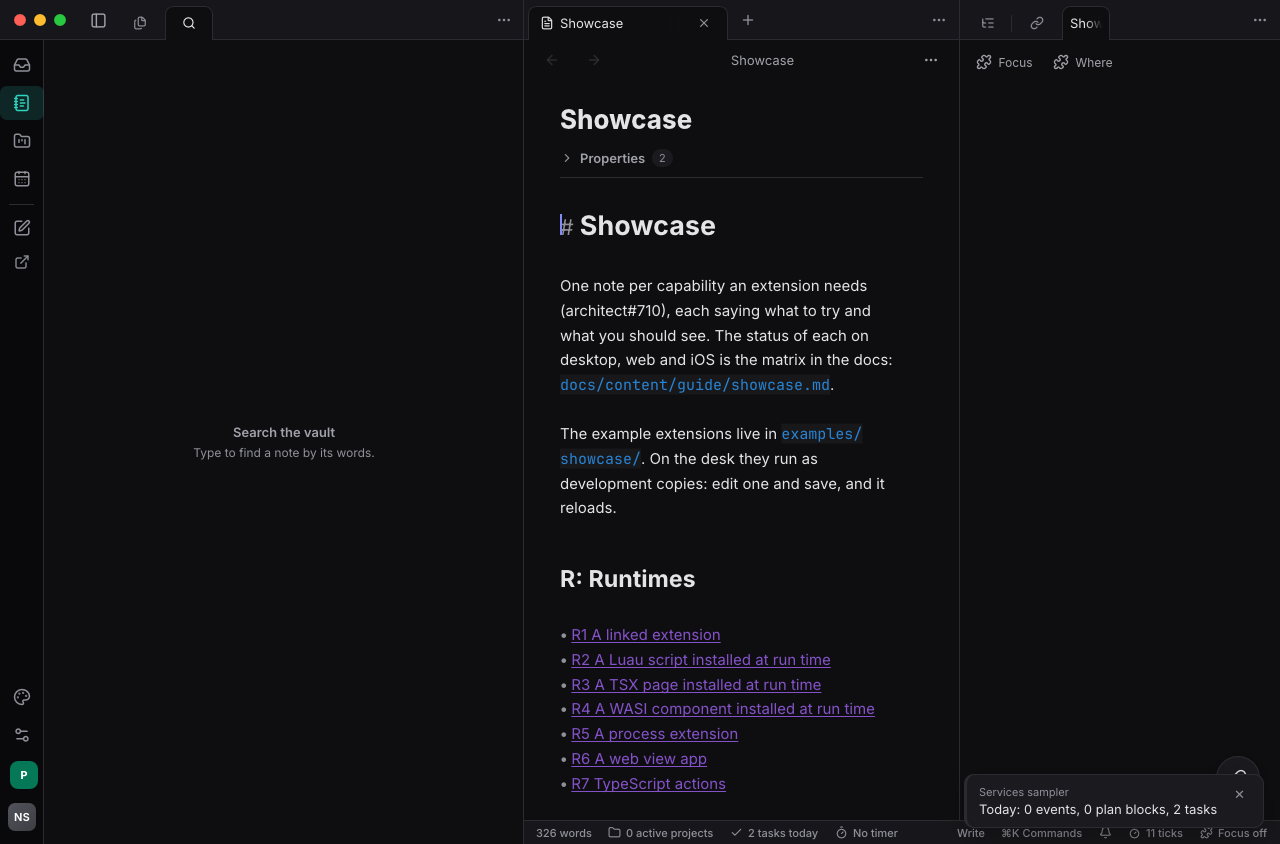 Showcase
Show
Showcase
Focus
Where
Showcase
Properties 2
# Showcase
One note per capability an extension needs
(architect#710), each saying what to try and
what you should see. The status of each on
desktop, web and iOS is the matrix in the docs:
docs/content/guide/showcase.md.
The example extensions live in examples/
showcase/. On the desk they run as
development copies: edit one and save, and it
reloads.
Search the vault
Type to find a note by its words.
R: Runtimes
• R1 A linked extension
• R2 A Luau script installed at run time
• R3 A TSX page installed at run time
• R4 A WASI component installed at run time
• R5 A process extension
• R6 A web view app
• R7 TypeScript actions
P
NS
Services sampler
Today: 0 events, 0 plan blocks, 2 tasks
326 words
0 active projects
2 tasks today
No timer
Write
⌘K Commands
11 ticks
Focus off